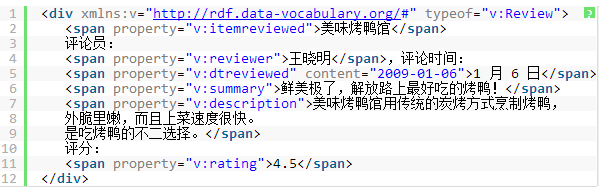 1 <div xmlns:v="http://rdf.data-vocabulary.org/#" typeof="v:Review"> ?
2 <span property="v:itemreviewed">美味烤鸭馆</span>
3 评论员：
4 <span property="v:reviewer">王晓明</span>，评论时间：
5 <span property="v:dtreviewed" content="2009-01-06">1 月 6 日</span>
6 <span property="v:summary">鲜美极了，解放路上最好吃的烤鸭！</span>
7 <span property="v:description">美味烤鸭馆用传统的炭烤方式烹制烤鸭，
8 外脆里嫩，而且上菜速度很快。
9 是吃烤鸭的不二选择。</span>
10 评分：
11 <span property="v:rating">4.5</span>
12 </div>